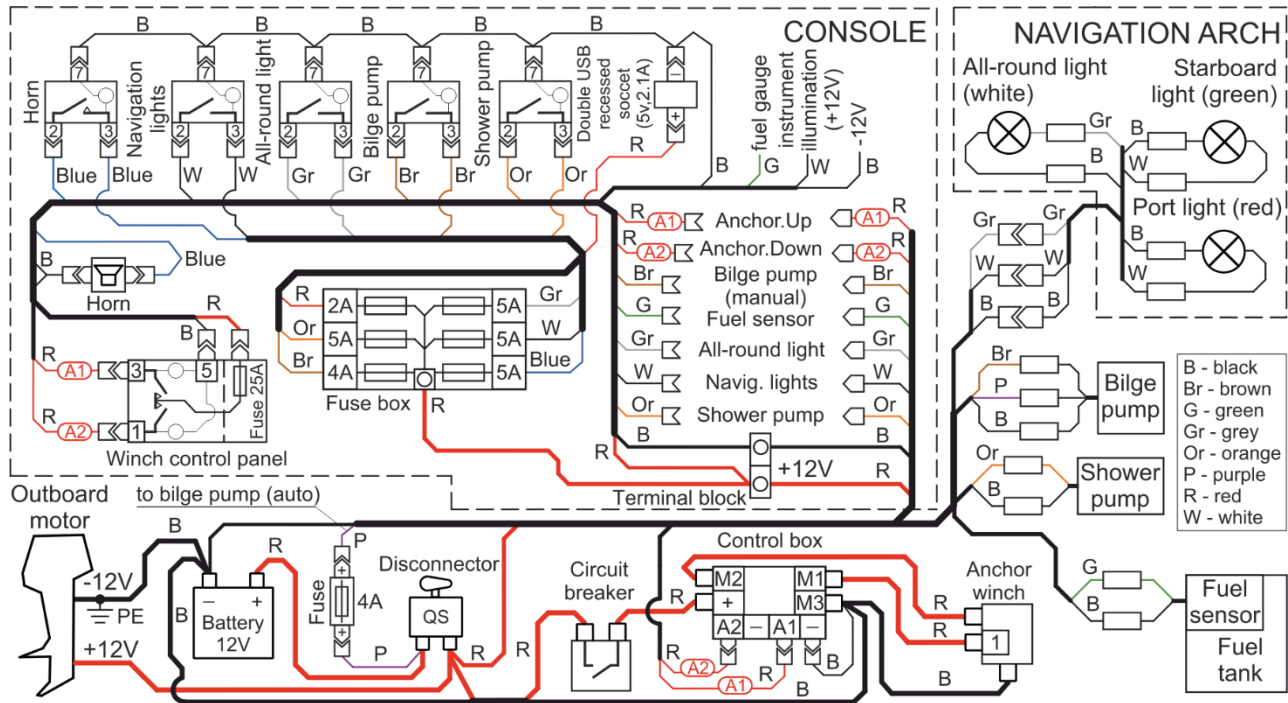 CONSOLE
B
B
B
B
B
7
7
7
7
7
–
Horn
Navigation
lights
All-round light
Bilge pump
Shower pump
Double USB
recessed
soccet
(5v,2.1A)
2
3
2
3
2
3
2
3
2
3
+
R
Blue
Blue
W
W
Gr
Gr
Br
Br
Or
Or
B
fuel gauge
instrument
illumination
(+12V)
-12V
G
W
B
B
Horn
Blue
R
B
R
A1
3
5
R
A2
1
Fuse 25A
Winch control panel
R
2A
5A
Gr
Or
5A
5A
W
Br
4A
5A
Blue
Fuse box
R
R
A1
Anchor.Up
A1
R
R
A2
Anchor.Down
A2
R
Br
Bilge pump
(manual)
Br
G
Fuel sensor
G
Gr
All-round light
Gr
W
Navig. lights
W
Or
Shower pump
Or
B
B
R
+12V
R
Terminal block
NAVIGATION ARCH
All-round light
(white)
Starboard
light (green)
Gr
B
B
W
Port light (red)
B
W
Gr
Gr
W
W
B
B
Br
P
B
Bilge
pump
Or
B
Shower
pump
B - black
Br - brown
G - green
Gr - grey
Or - orange
P - purple
R - red
W - white
Outboard
motor
to bilge pump (auto)
B
-12V
PE
+12V
R
– +
Battery
12V
B
P
+
Fuse
4A
+
P
Disconnector
QS
R
R
Circuit
breaker
R
Control box
M2
M1
+
M3
A2
–
A1
–
A2
R
A1
B
B
Anchor
winch
R
R
1
B
G
B
Fuel
sensor
Fuel
tank